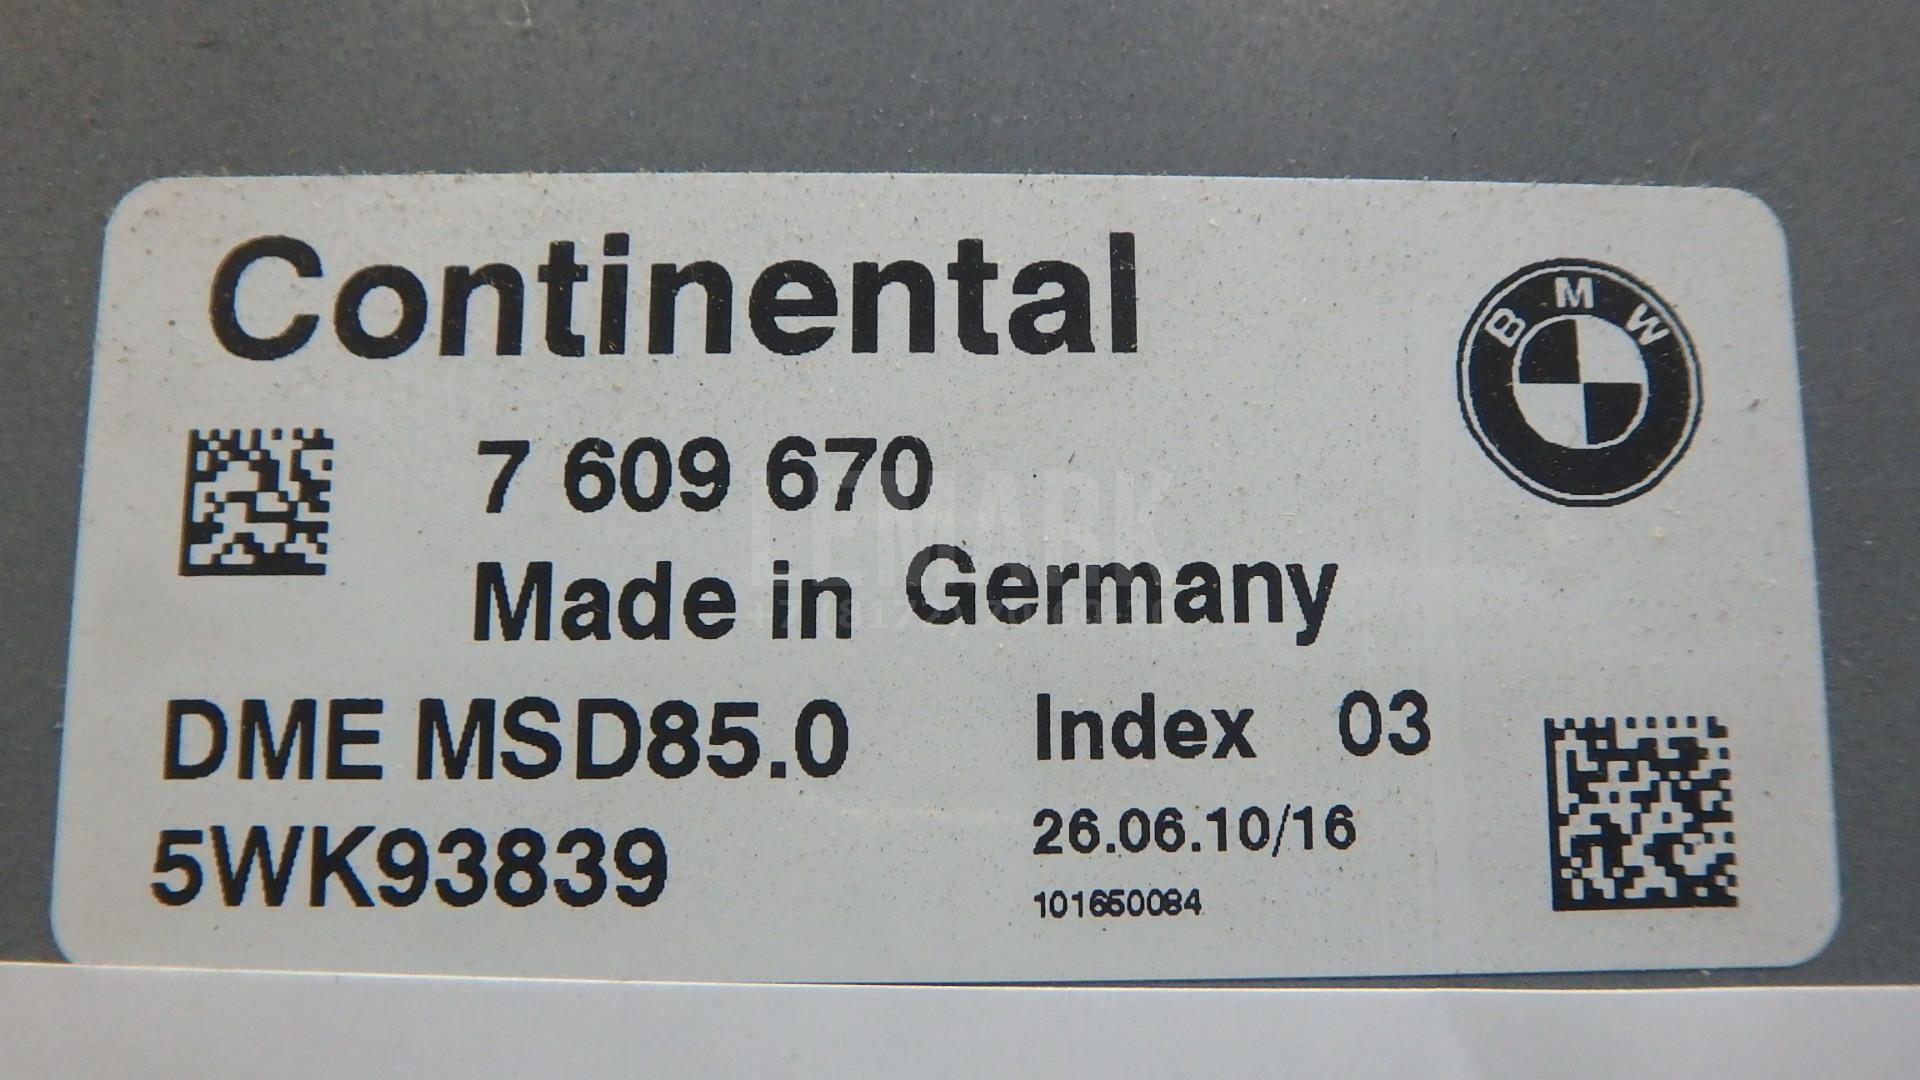 Continental
BMW
7 609 670
LEMARK
Made in Germany
DME MSD85.0
Index 03
5WK93839
26.06.10/16
101650084